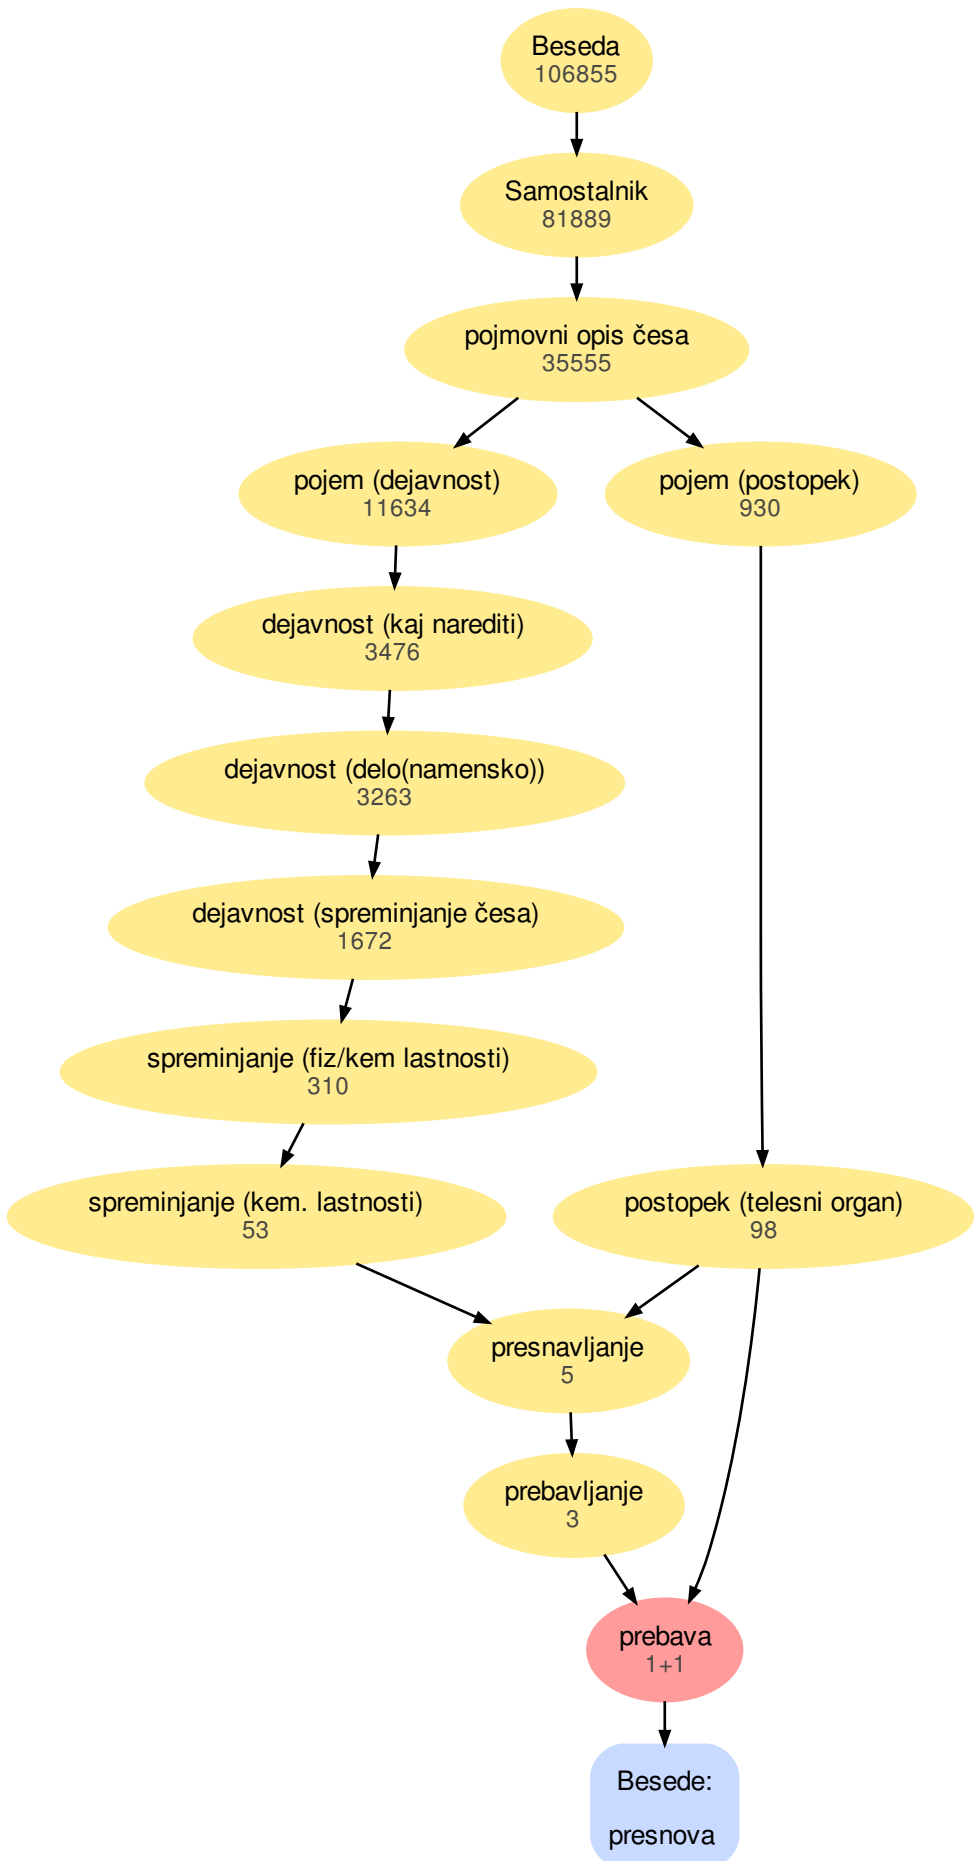 Beseda
106855
Samostalnik
81889
pojmovni opis česa
35555
pojem (dejavnost)
11634
pojem (postopek)
930
dejavnost (kaj narediti)
3476
dejavnost (delo(namensko))
3263
dejavnost (spreminjanje česa)
1672
spreminjanje (fiz/kem lastnosti)
310
spreminjanje (kem. lastnosti)
53
postopek (telesni organ)
98
presnavljanje
5
prebavljanje
3
prebava
1+1
Besede:
presnova